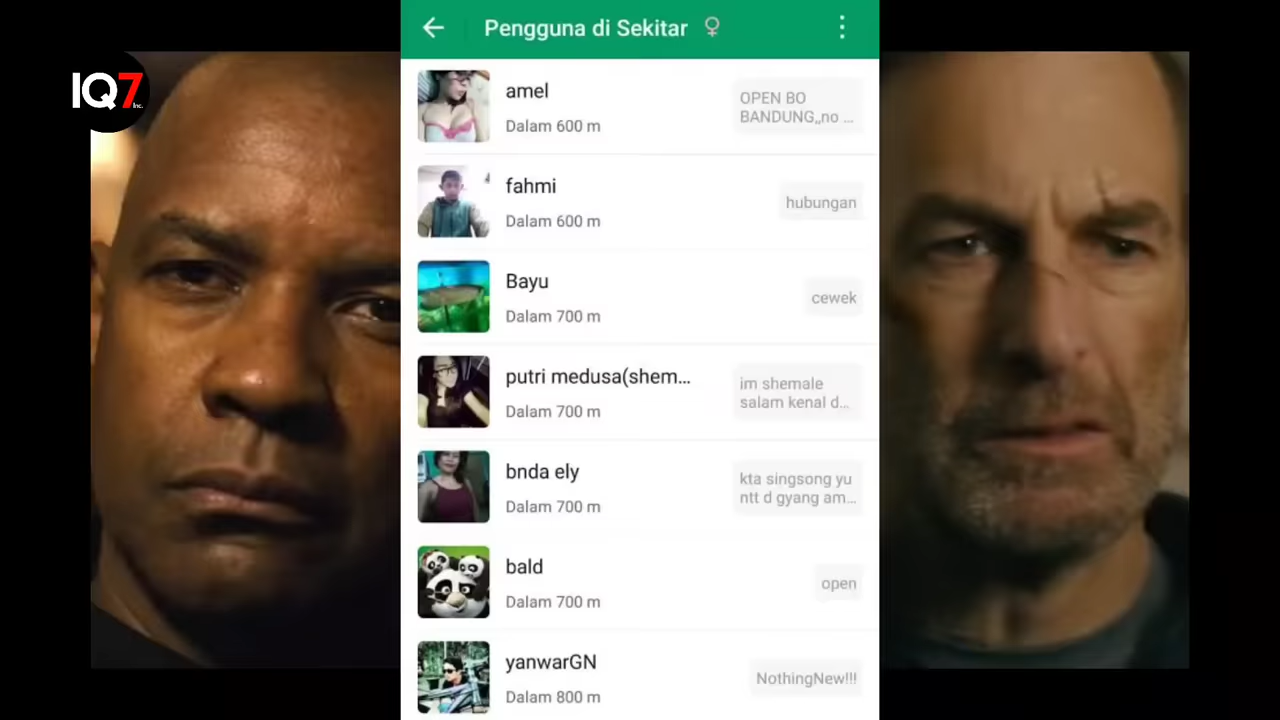 IQ7
Inc.
Pengguna di Sekitar ♀
amel
Dalam 600 m
OPEN BO
BANDUNG,,no ...
fahmi
Dalam 600 m
hubungan
Bayu
Dalam 700 m
cewek
putri medusa(shem...
Dalam 700 m
im shemale
salam kenal d...
bnda ely
Dalam 700 m
kta singsong yu
ntt d gyang am...
bald
Dalam 700 m
open
yanwarGN
Dalam 800 m
NothingNew!!!